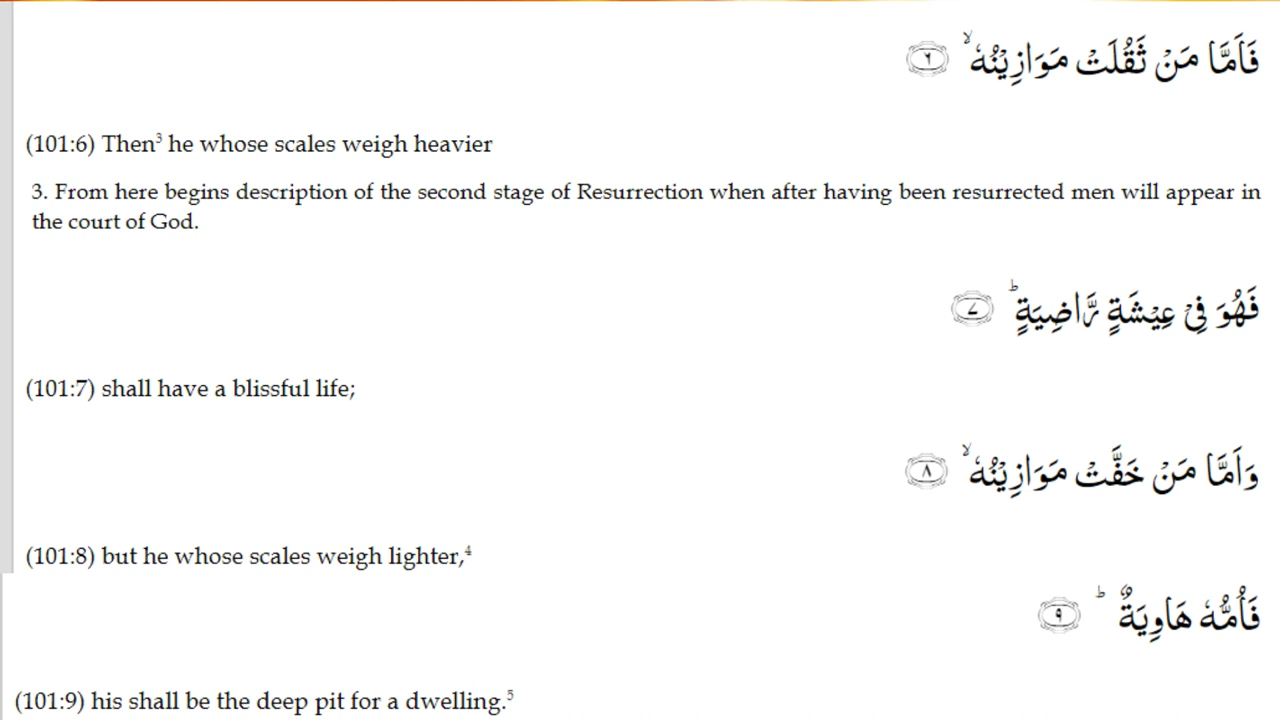 فَاَمَّا مَنْ ثَقُلَتْ مَوَازِيْنُهٗۙ ٦
(101:6) Then³ he whose scales weigh heavier
3. From here begins description of the second stage of Resurrection when after having been resurrected men will appear in
the court of God.
فَهُوَ فِىْ عِيْشَةٍ رَّاضِيَةٍؕ ٧
(101:7) shall have a blissful life;
وَاَمَّا مَنْ خَفَّتْ مَوَازِيْنُهٗۙ ٨
(101:8) but he whose scales weigh lighter,⁴
فَاُمُّهٗ هَاوِيَةٌ ؕ ٩
(101:9) his shall be the deep pit for a dwelling.⁵